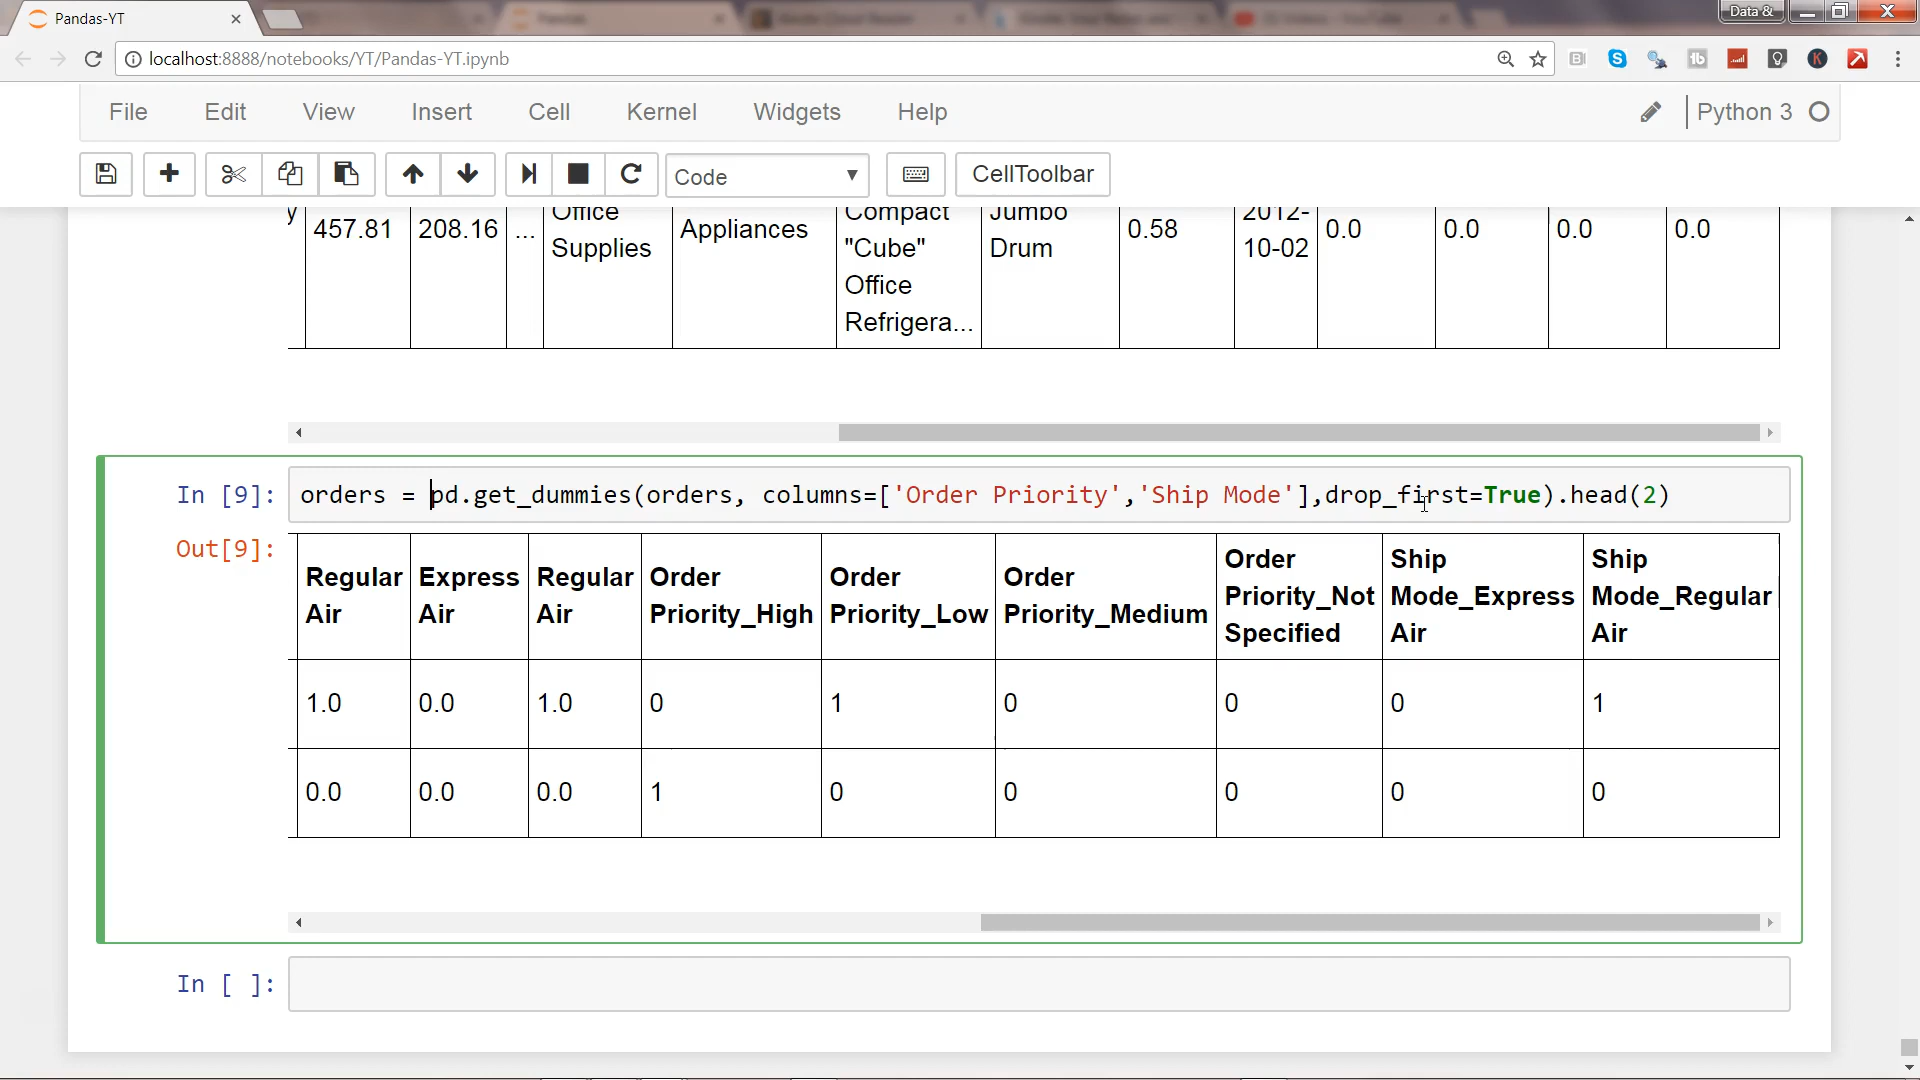 Pandas-YT
Data &
localhost:8888/notebooks/YT/Pandas-YT.ipynb
File Edit View Insert Cell Kernel Widgets Help Python 3
Code CellToolbar
y 457.81 208.16 ... Office Supplies Appliances Compact "Cube" Office Refrigera... Jumbo Drum 0.58 2012-10-02 0.0 0.0 0.0 0.0
In [9]: orders = pd.get_dummies(orders, columns=['Order Priority','Ship Mode'],drop_first=True).head(2)
Out[9]: Regular Air Express Air Regular Air Order Priority_High Order Priority_Low Order Priority_Medium Order Priority_Not Specified Ship Mode_Express Air Ship Mode_Regular Air
1.0 0.0 1.0 0 1 0 0 0 1
0.0 0.0 0.0 1 0 0 0 0 0
In [ ]: